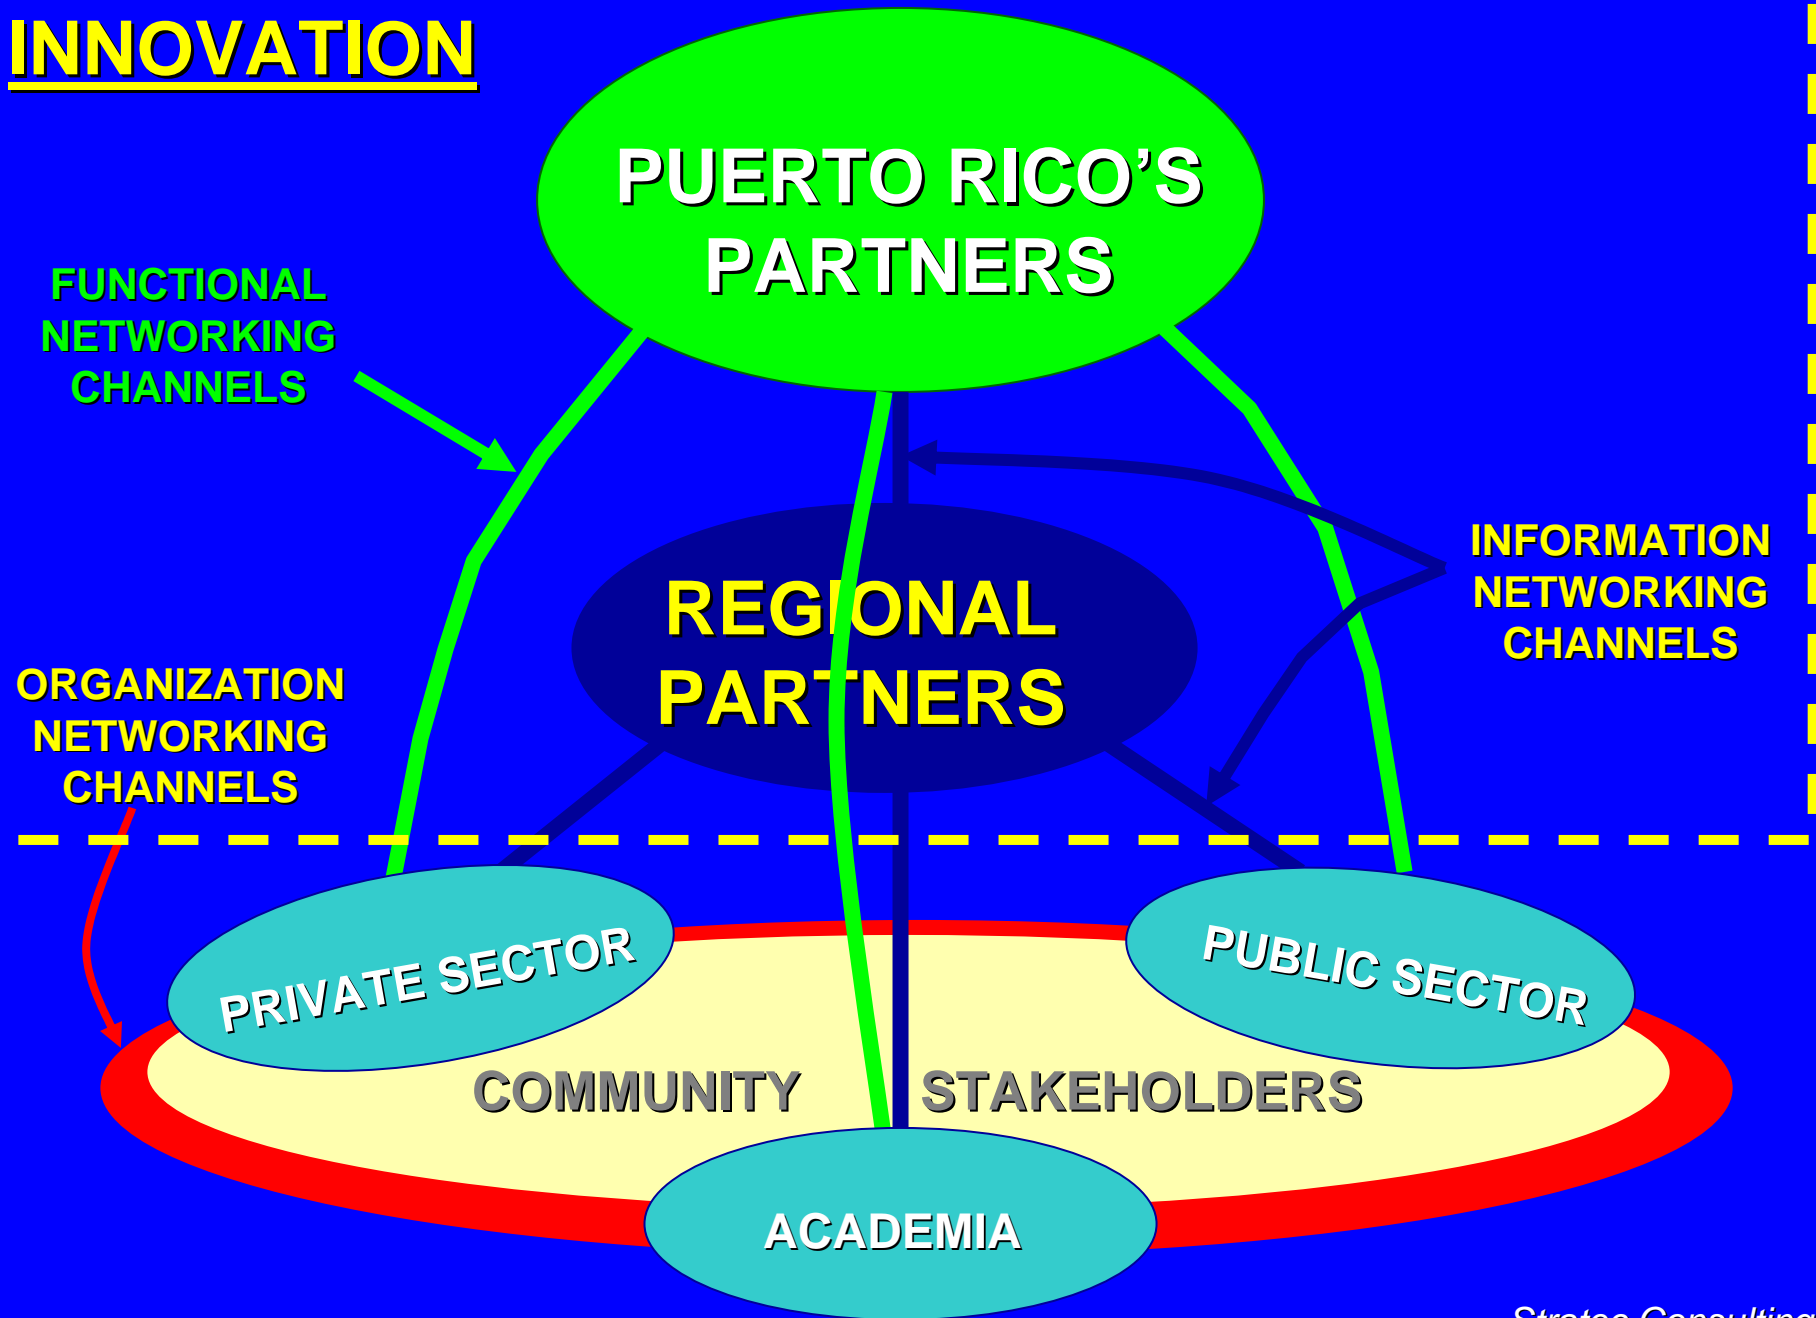 INNOVATION
PUERTO RICO’S
PARTNERS
FUNCTIONAL
NETWORKING
CHANNELS
REGIONAL
PARTNERS
INFORMATION
NETWORKING
CHANNELS
ORGANIZATION
NETWORKING
CHANNELS
PRIVATE SECTOR
PUBLIC SECTOR
COMMUNITY STAKEHOLDERS
ACADEMIA
Consulting